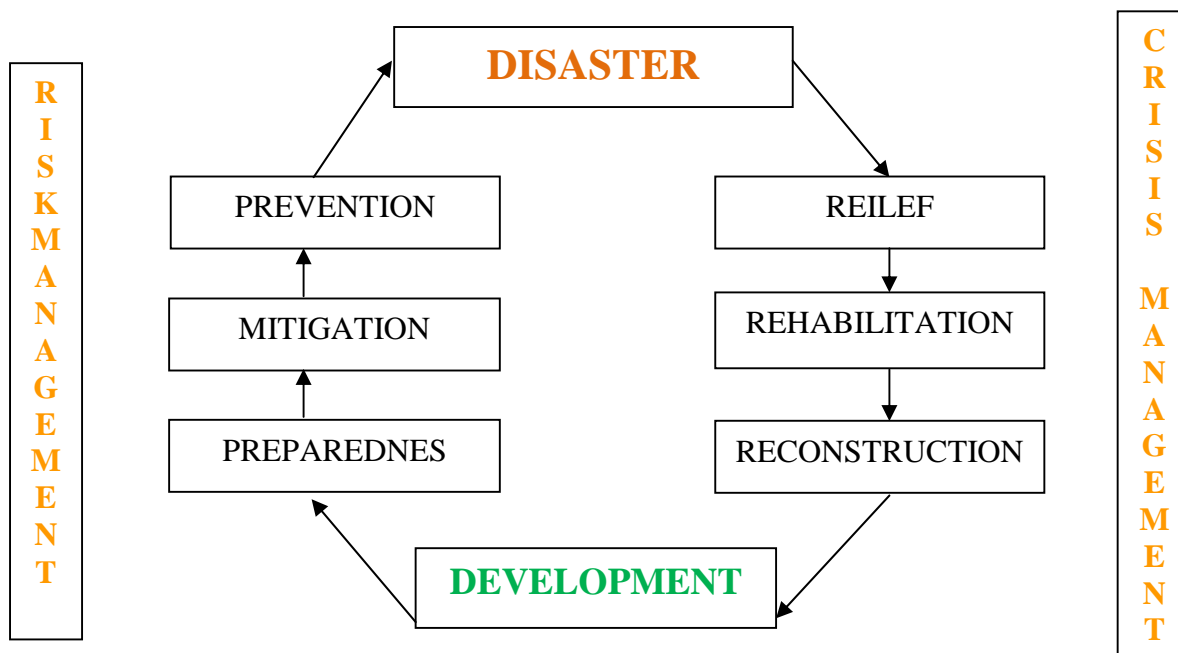 DISASTER
RISKMANAGEMENT
CRISIS MANAGEMENT
PREVENTION
REILEF
MITIGATION
REHABILITATION
PREPAREDNES
RECONSTRUCTION
DEVELOPMENT